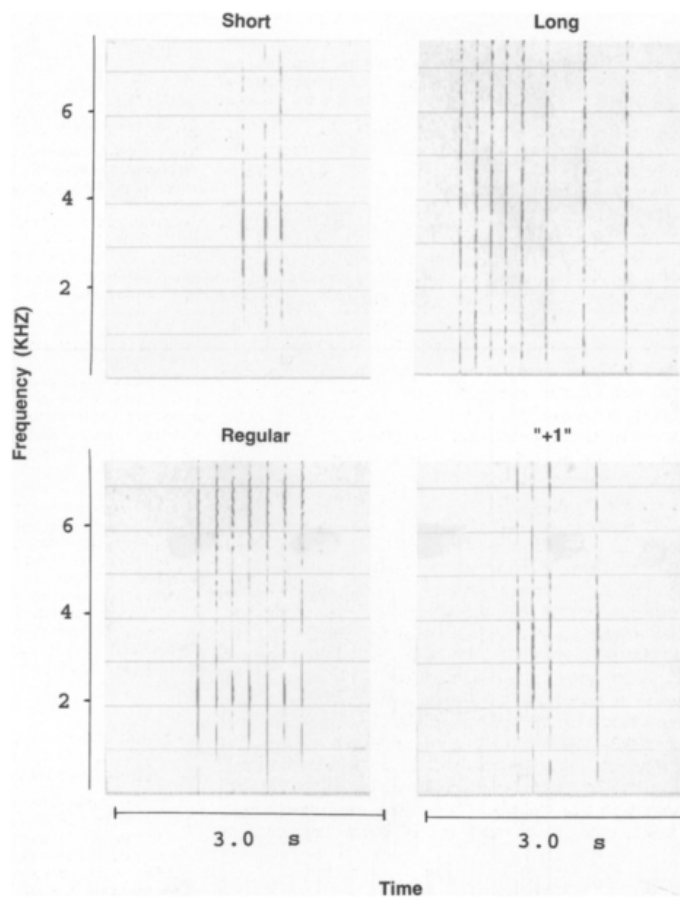 Short Long
6
4
2
Frequency (KHZ)
Regular "+1"
6
4
2
3.0 s 3.0 s
Time